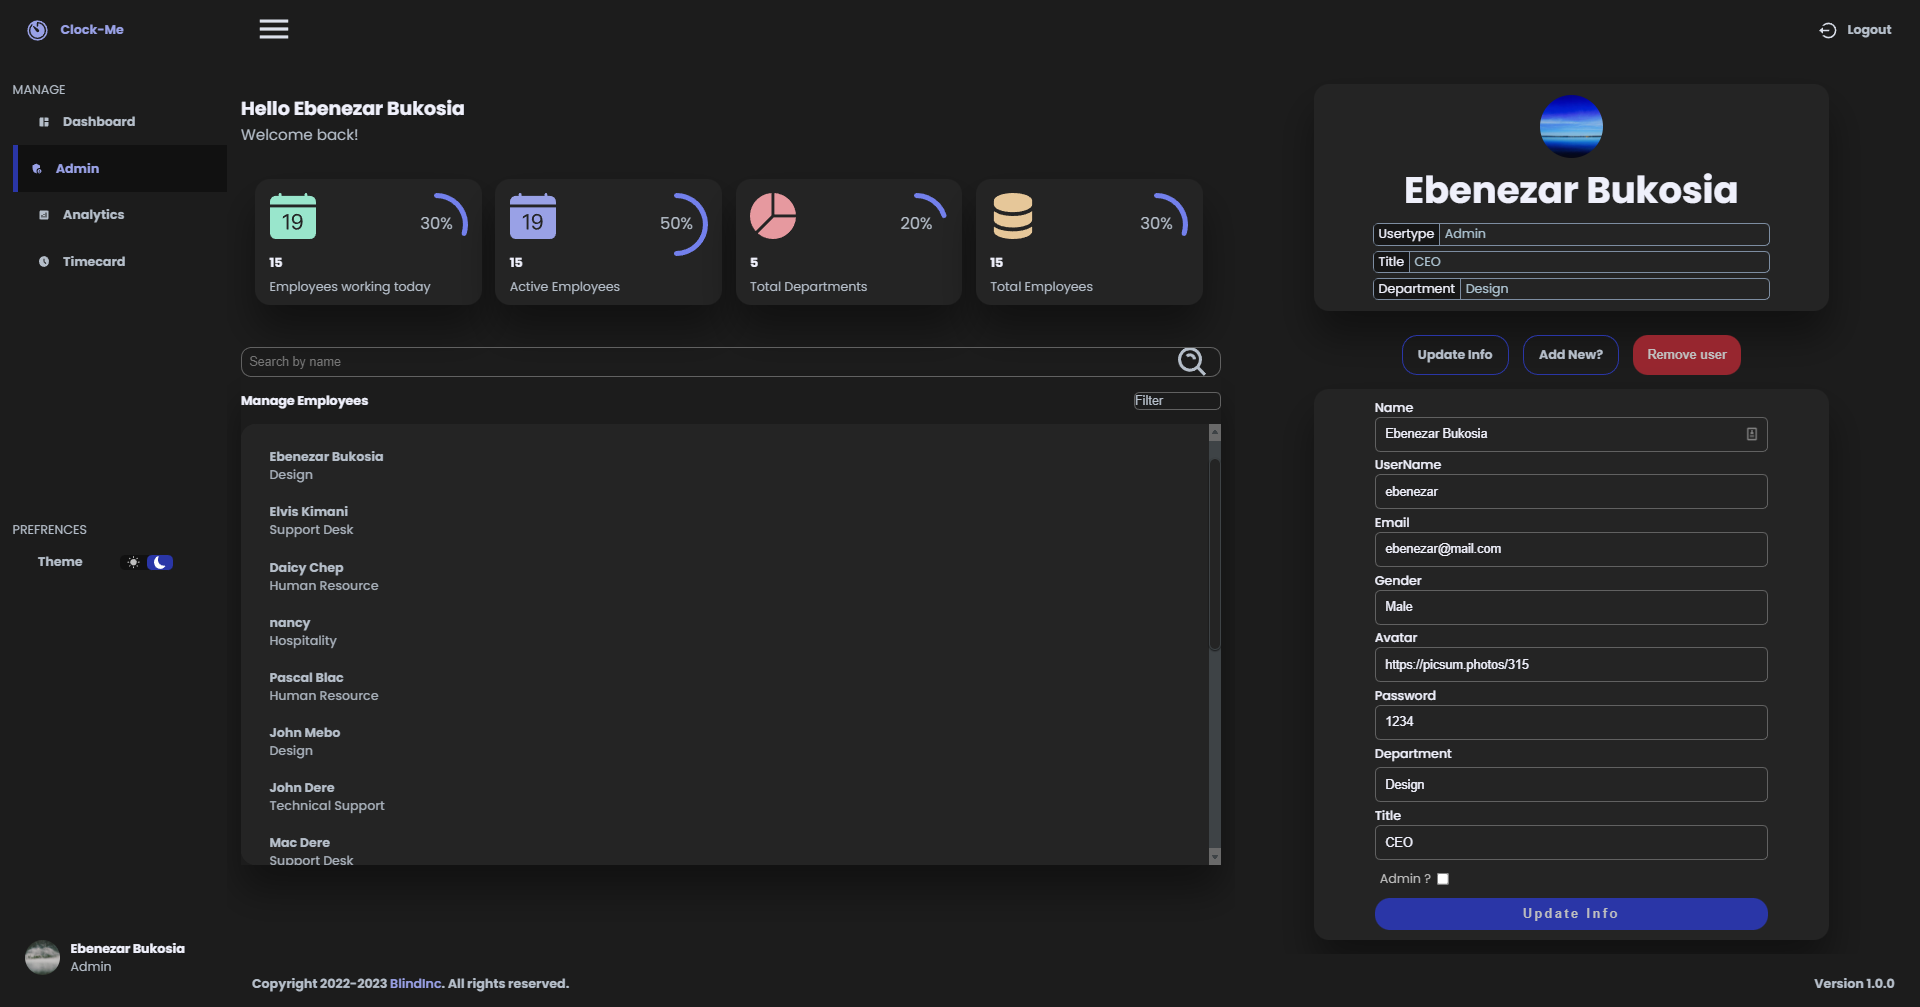 Clock-Me
Logout
MANAGE
Dashboard
Admin
Analytics
Timecard
PREFRENCES
Theme
Ebenezar Bukosia
Admin
Hello Ebenezar Bukosia
Welcome back!
19
30%
15
Employees working today
19
50%
15
Active Employees
20%
5
Total Departments
30%
15
Total Employees
Search by name
Manage Employees
Filter
Ebenezar Bukosia
Design
Elvis Kimani
Support Desk
Daicy Chep
Human Resource
nancy
Hospitality
Pascal Blac
Human Resource
John Mebo
Design
John Dere
Technical Support
Mac Dere
Support Desk
Ebenezar Bukosia
Usertype Admin
Title CEO
Department Design
Update Info
Add New?
Remove user
Name
Ebenezar Bukosia
UserName
ebenezar
Email
ebenezar@mail.com
Gender
Male
Avatar
https://picsum.photos/315
Password
1234
Department
Design
Title
CEO
Admin ?
Update Info
Copyright 2022-2023 BlindInc. All rights reserved.
Version 1.0.0